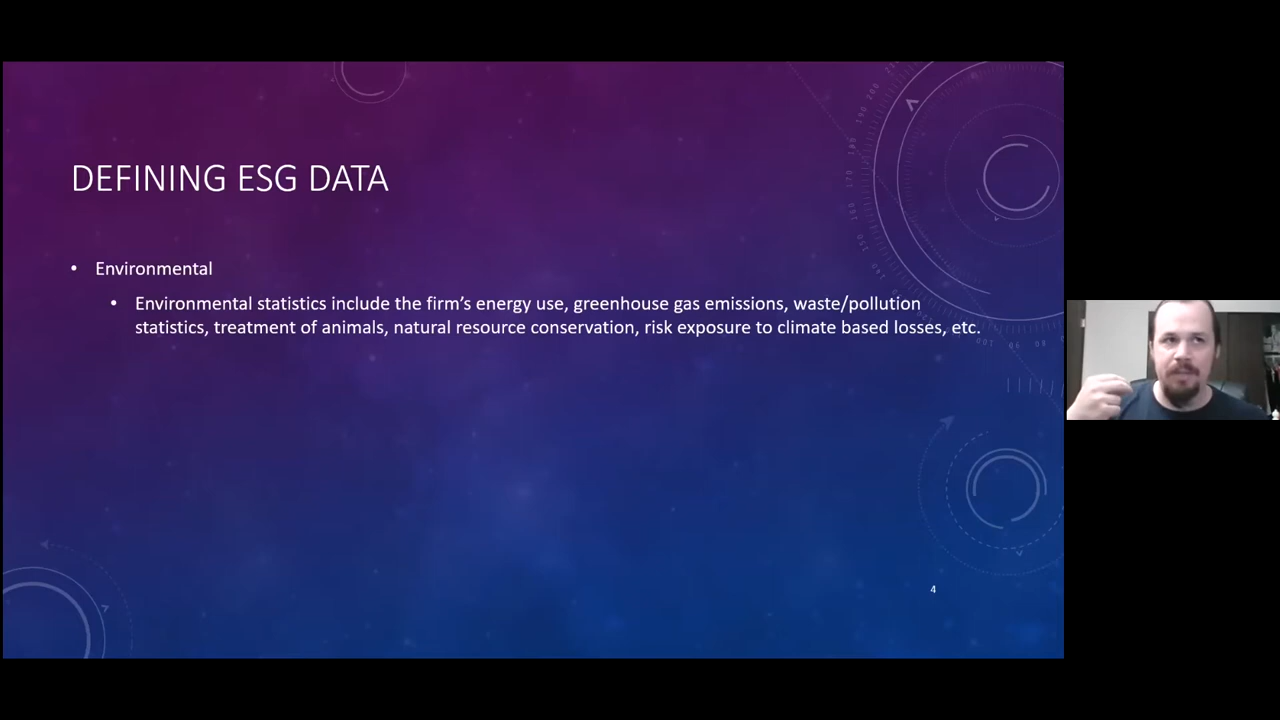 DEFINING ESG DATA
• Environmental
• Environmental statistics include the firm's energy use, greenhouse gas emissions, waste/pollution
statistics, treatment of animals, natural resource conservation, risk exposure to climate based losses, etc.
4